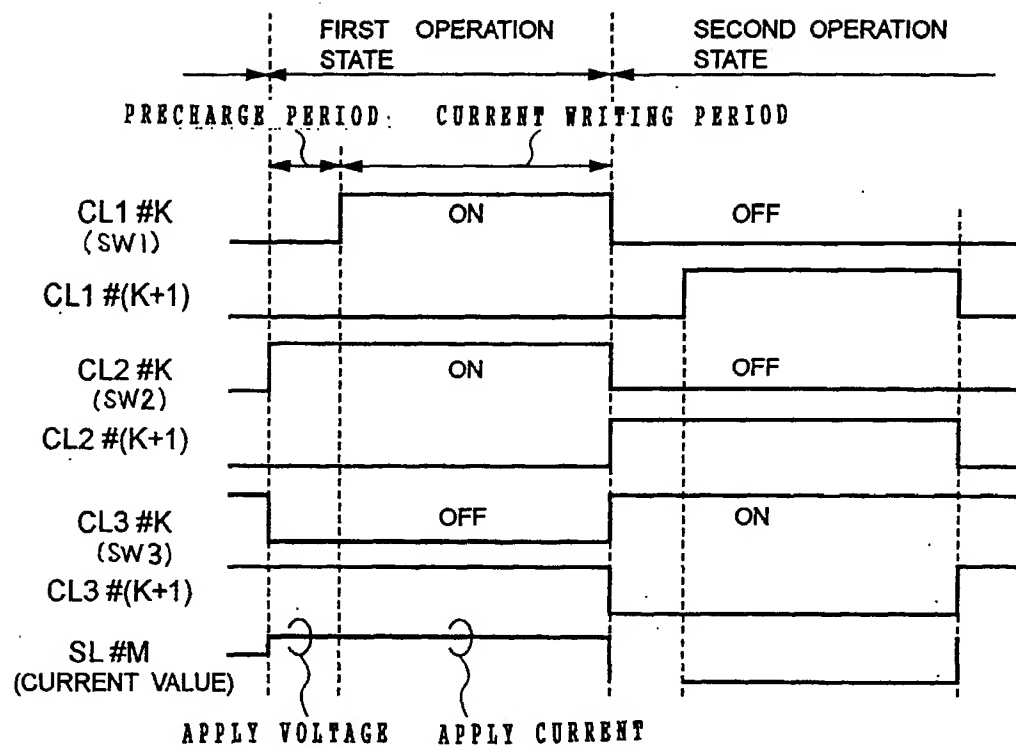 FIRST OPERATION STATE
SECOND OPERATION STATE
PRECHARGE PERIOD
CURRENT WRITING PERIOD
CL1 #K
(SW1)
ON
OFF
CL1 #(K+1)
CL2 #K
(SW2)
ON
OFF
CL2 #(K+1)
CL3 #K
(SW3)
OFF
ON
CL3 #(K+1)
SL #M
(CURRENT VALUE)
APPLY VOLTAGE
APPLY CURRENT